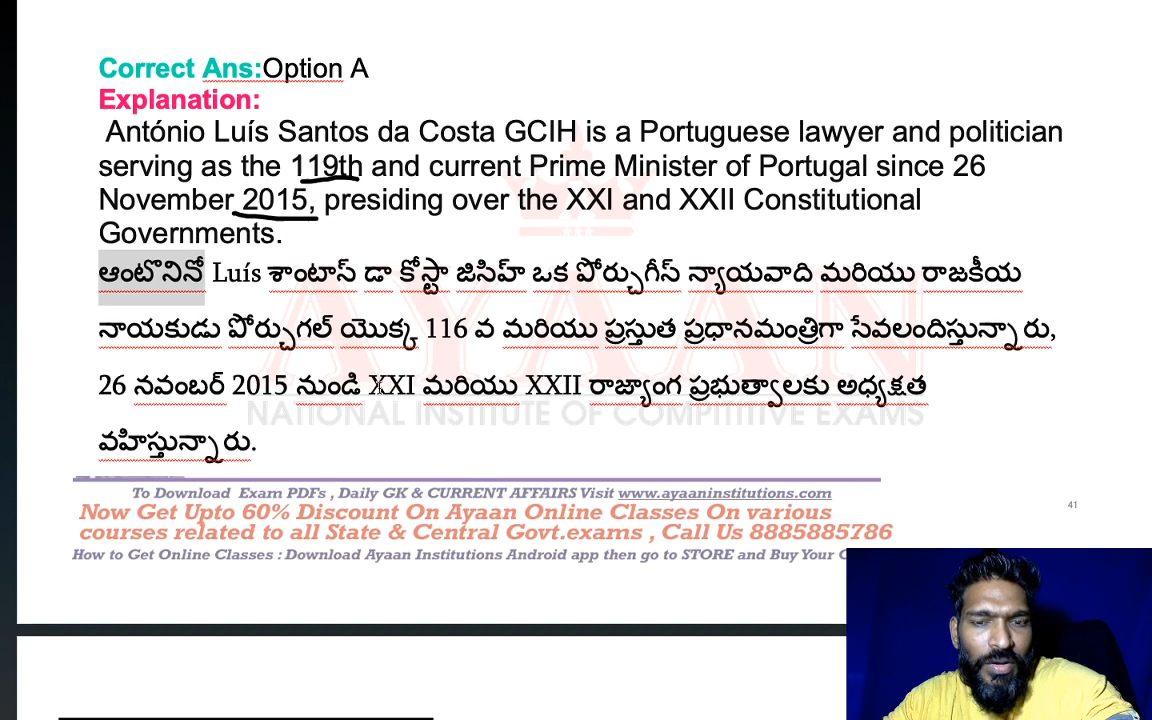 Correct Ans:Option A
Explanation:
António Luís Santos da Costa GCIH is a Portuguese lawyer and politician
serving as the 119th and current Prime Minister of Portugal since 26
November 2015, presiding over the XXI and XXII Constitutional
Governments.
ఆంటొనినో Luís శాంటాస్ డా కోస్టా జిసిహ్ ఒక పోర్చుగీస్ న్యాయవాది మరియు రాజకీయ
నాయకుడు పోర్చుగల్ యొక్క 116 వ మరియు ప్రస్తుత ప్రధానమంత్రిగా సేవలందిస్తున్నారు,
26 నవంబర్ 2015 నుండి XXI మరియు XXII రాజ్యాంగ ప్రభుత్వాలకు అధ్యక్షత
వహిస్తున్నారు.
AYAAN
NATIONAL INSTITUTE OF COMPITITIVE EXAMS
To Download Exam PDFs , Daily GK & CURRENT AFFAIRS Visit www.ayaaninstitutions.com
Now Get Upto 60% Discount On Ayaan Online Classes On various
courses related to all State & Central Govt.exams , Call Us 8885885786
How to Get Online Classes : Download Ayaan Institutions Android app then go to STORE and Buy Your
41